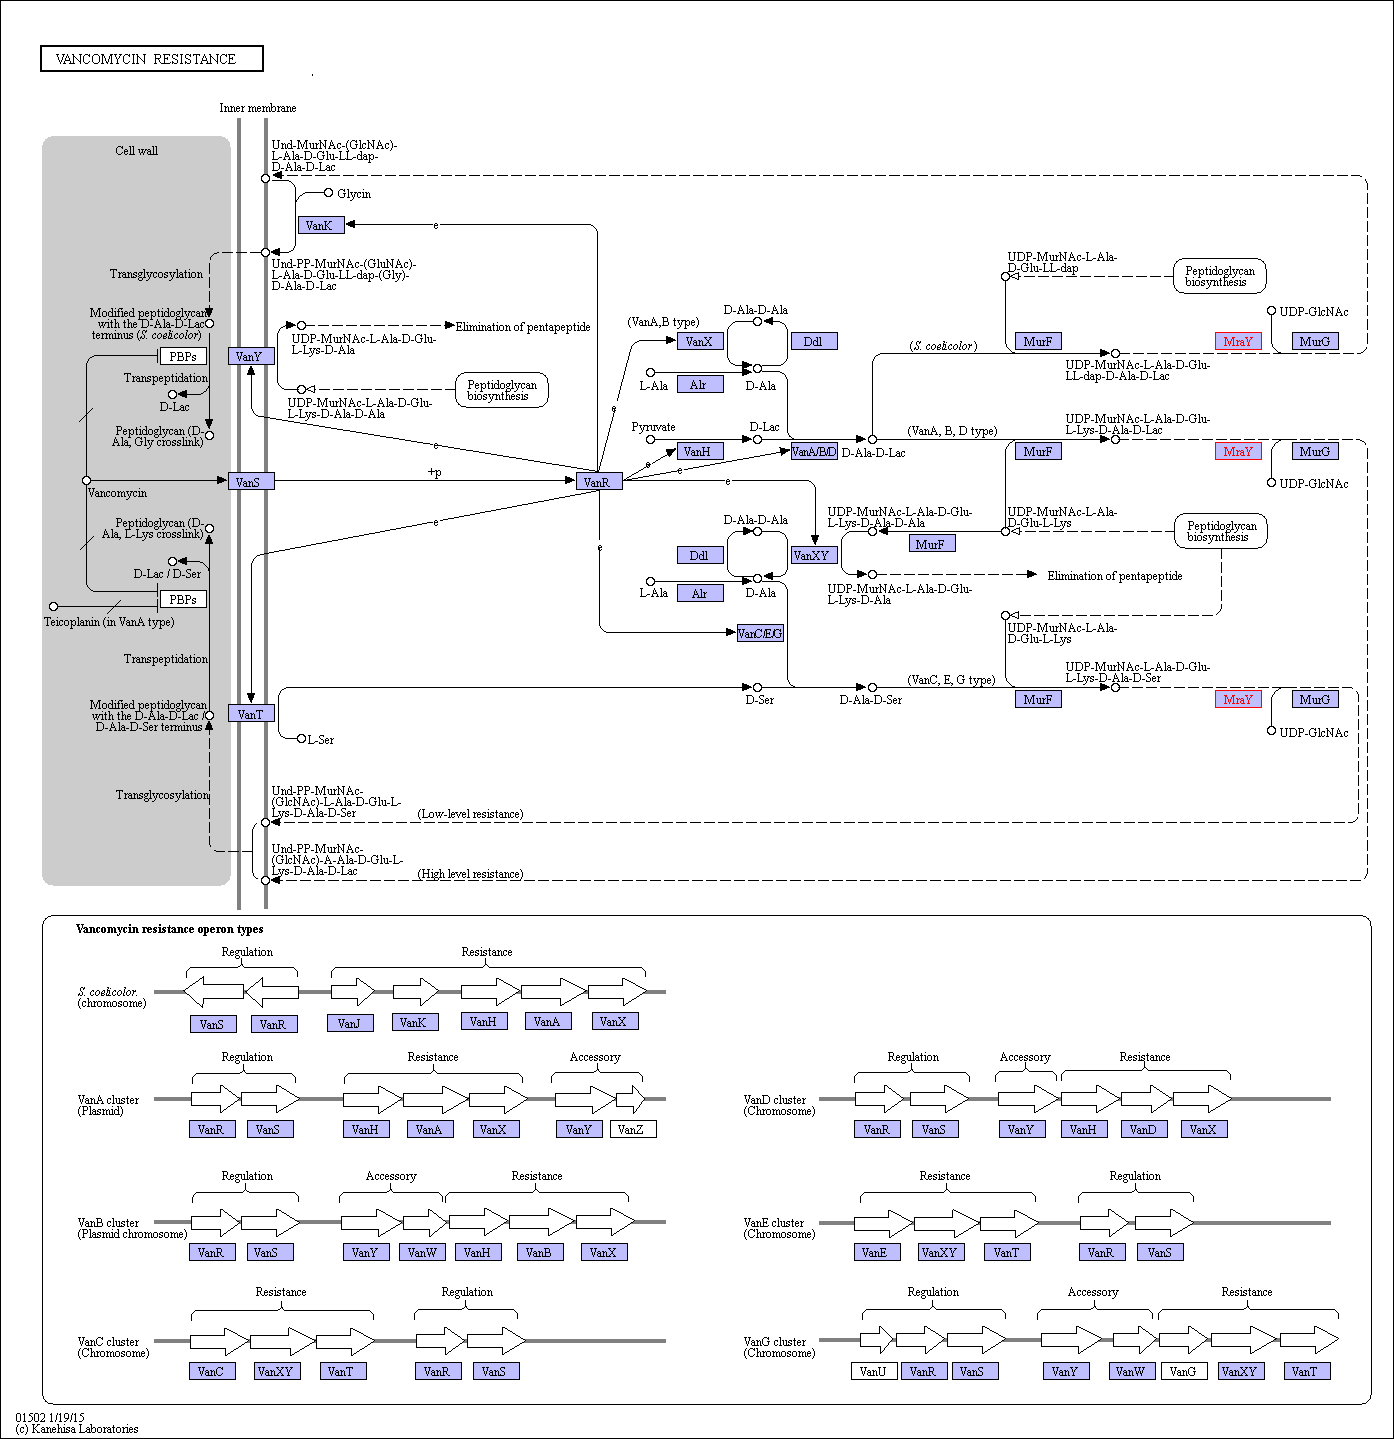 VANCOMYCIN RESISTANCE
Inner membrane
Cell wall
Und-MurNAc-(GlcNAc)-
L-Ala-D-Glu-LL-dap-
D-Ala-D-Lac
Glycin
VanK
e
Und-PP-MurNAc-(GluNAc)-
L-Ala-D-Glu-LL-dap-(Gly)-
D-Ala-D-Lac
Transglycosylation
Modified peptidoglycan
with the D-Ala-D-Lac
terminus (S. coelicolor)
PBPs
VanY
Transpeptidation
D-Lac
Peptidoglycan (D-
Ala, Gly crosslink)
UDP-MurNAc-L-Ala-D-Glu-
L-Lys-D-Ala
Elimination of pentapeptide
UDP-MurNAc-L-Ala-D-Glu-
L-Lys-D-Ala-D-Ala
Peptidoglycan
biosynthesis
e
(VanA,B type)
VanX
D-Ala-D-Ala
Ddl
L-Ala
Alr
D-Ala
e
Pyruvate
VanH
D-Lac
VanA/B/D
D-Ala-D-Lac
e
e
(S. coelicolor)
UDP-MurNAc-L-Ala-
D-Glu-LL-dap
Peptidoglycan
biosynthesis
UDP-GlcNAc
MurF
MraY
MurG
UDP-MurNAc-L-Ala-D-Glu-
LL-dap-D-Ala-D-Lac
(VanA, B, D type)
UDP-MurNAc-L-Ala-D-Glu-
L-Lys-D-Ala-D-Lac
MurF
MraY
MurG
UDP-GlcNAc
Vancomycin
VanS
+p
VanR
e
e
e
Peptidoglycan (D-
Ala, L-Lys crosslink)
D-Lac / D-Ser
PBPs
Teicoplanin (in VanA type)
Transpeptidation
Modified peptidoglycan
with the D-Ala-D-Lac /
D-Ala-D-Ser terminus
VanT
L-Ser
Transglycosylation
D-Ala-D-Ala
Ddl
VanXY
L-Ala
Alr
D-Ala
VanC/E/G
UDP-MurNAc-L-Ala-D-Glu-
L-Lys-D-Ala-D-Ala
MurF
UDP-MurNAc-L-Ala-
D-Glu-L-Lys
Peptidoglycan
biosynthesis
Elimination of pentapeptide
UDP-MurNAc-L-Ala-D-Glu-
L-Lys-D-Ala
UDP-MurNAc-L-Ala-
D-Glu-L-Lys
D-Ser
D-Ala-D-Ser
(VanC, E, G type)
UDP-MurNAc-L-Ala-D-Glu-
L-Lys-D-Ala-D-Ser
MurF
MraY
MurG
UDP-GlcNAc
Und-PP-MurNAc-
(GlcNAc)-L-Ala-D-Glu-L-
Lys-D-Ala-D-Ser
(Low-level resistance)
Und-PP-MurNAc-
(GlcNAc)-A-Ala-D-Glu-L-
Lys-D-Ala-D-Lac
(High level resistance)
Vancomycin resistance operon types
Regulation Resistance
S. coelicolor.
(chromosome)
VanS VanR VanJ VanK VanH VanA VanX
Regulation Resistance Accessory
VanA cluster
(Plasmid)
VanR VanS VanH VanA VanX VanY VanZ
Regulation Accessory Resistance
VanD cluster
(Chromosome)
VanR VanS VanY VanH VanD VanX
Regulation Accessory Resistance
VanB cluster
(Plasmid chromosome)
VanR VanS VanY VanW VanH VanB VanX
Resistance Regulation
VanE cluster
(Chromosome)
VanE VanXY VanT VanR VanS
Resistance Regulation
VanC cluster
(Chromosome)
VanC VanXY VanT VanR VanS
Regulation Accessory Resistance
VanG cluster
(Chromosome)
VanU VanR VanS VanY VanW VanG VanXY VanT
01502 1/19/15
(c) Kanehisa Laboratories